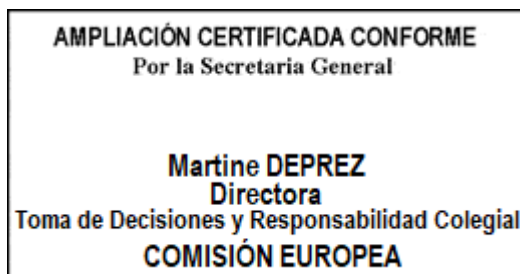 AMPLIACIÓN CERTIFICADA CONFORME
Por la Secretaria General
Martine DEPREZ
Directora
Toma de Decisiones y Responsabilidad Colegial
COMISIÓN EUROPEA